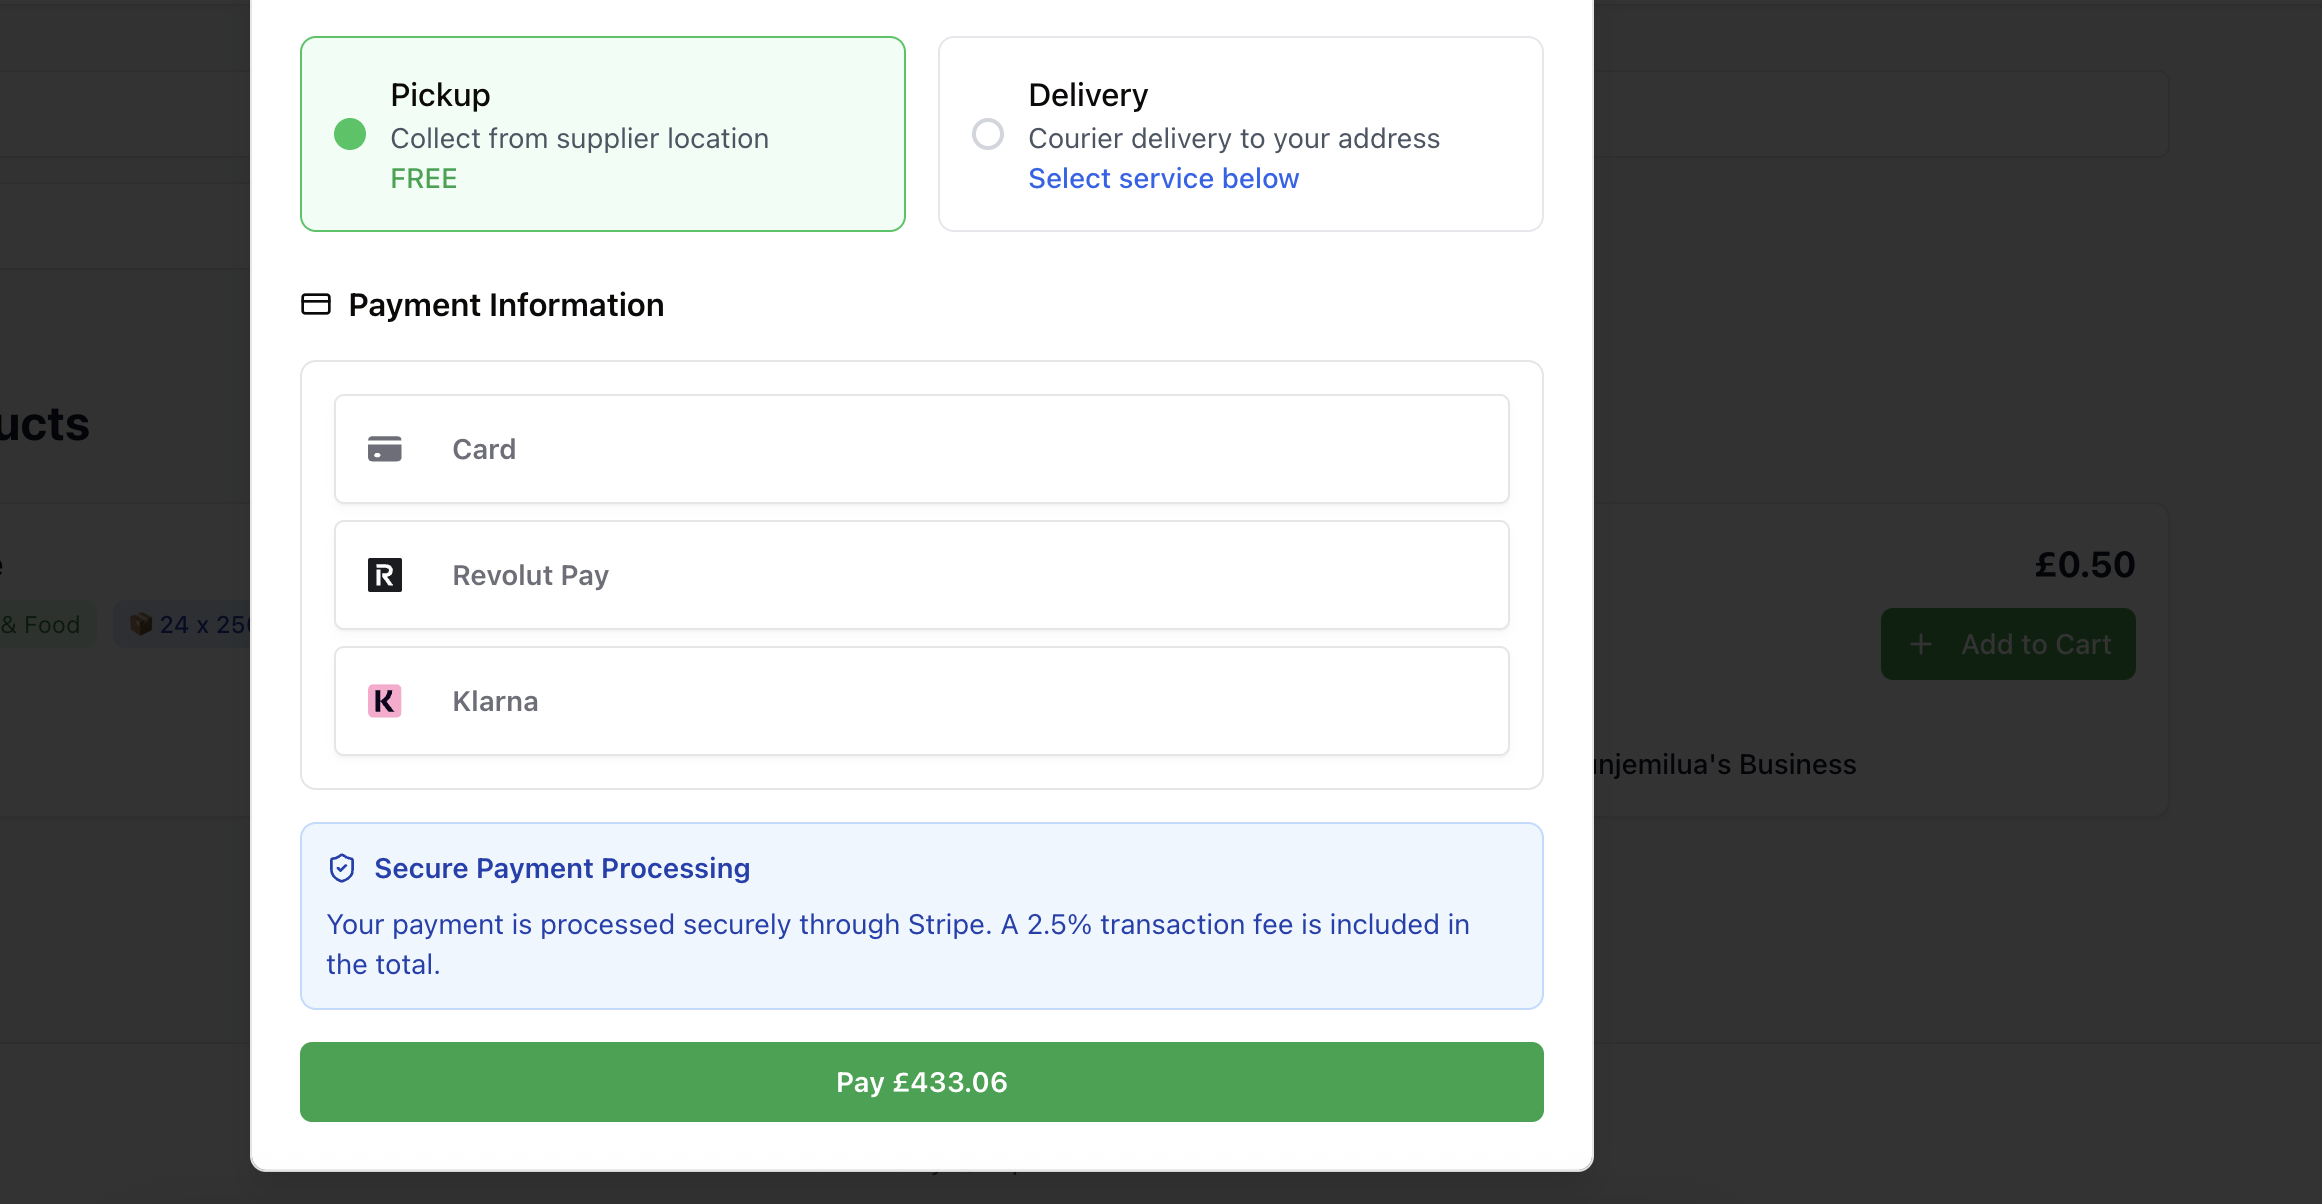 Pickup
Collect from supplier location
FREE
Delivery
Courier delivery to your address
Select service below
Payment Information
ucts
Card
Revolut Pay
Klarna
£0.50
& Food
24 x 25
+ Add to Cart
njemilua's Business
Secure Payment Processing
Your payment is processed securely through Stripe. A 2.5% transaction fee is included in
the total.
Pay £433.06